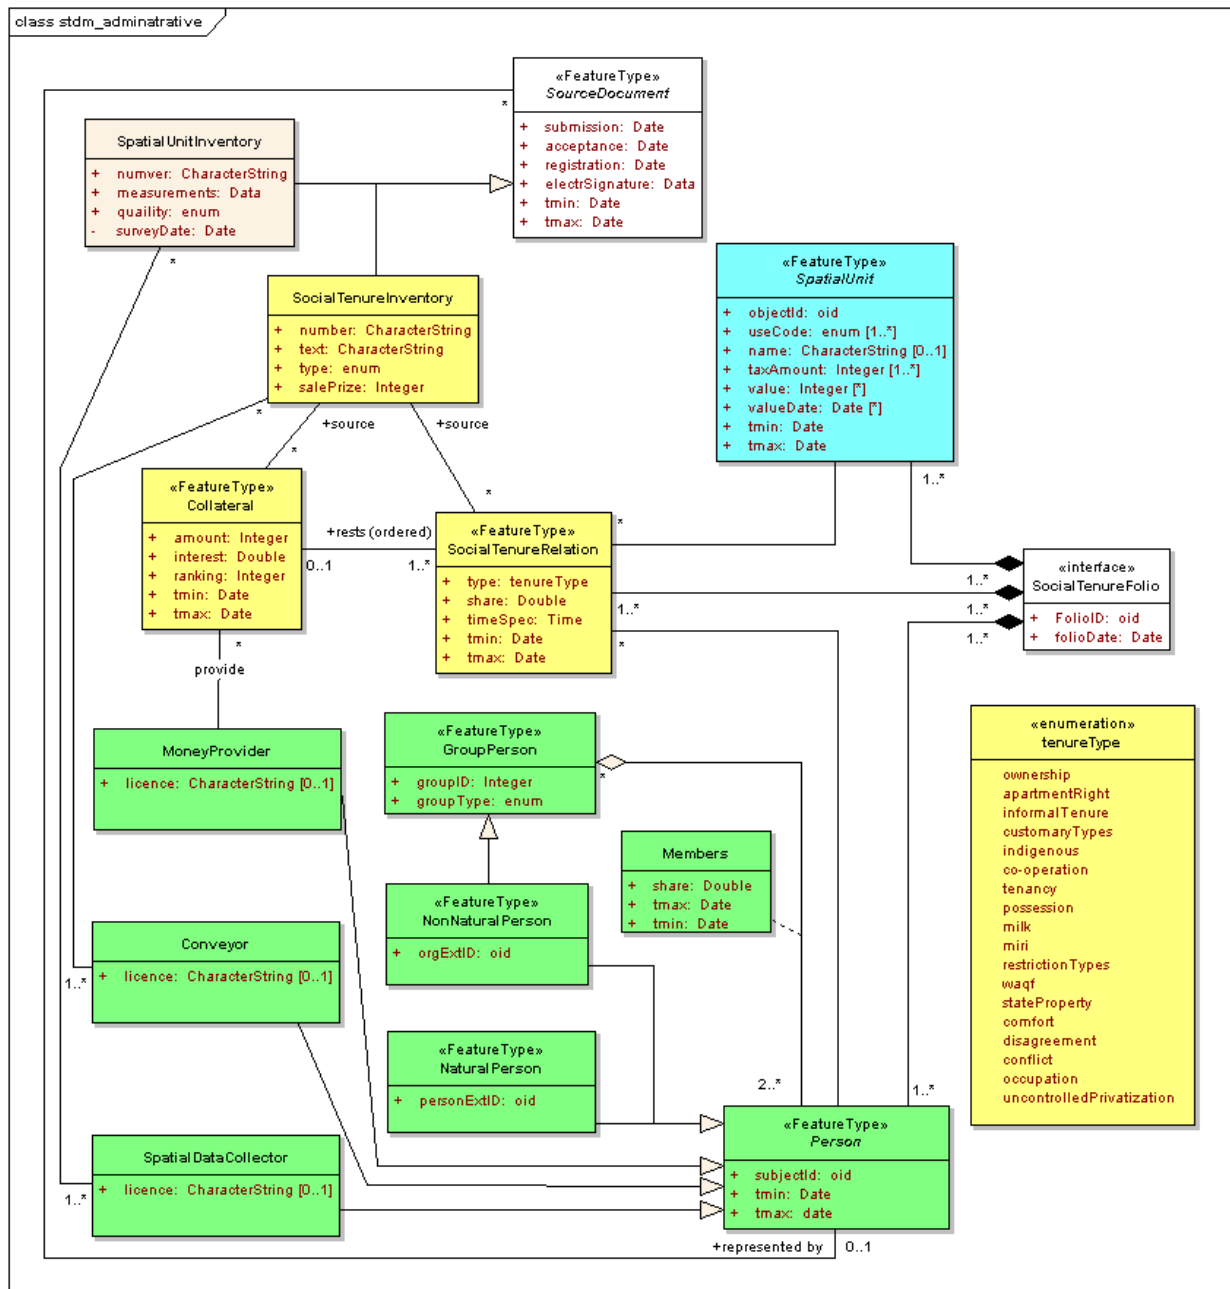 class stdm_adminatrative
«FeatureType»
SourceDocument
+ submission: Date
+ acceptance: Date
+ registration: Date
+ electrSignature: Data
+ tmin: Date
+ tmax: Date
*
SpatialUnitInventory
+ numver: CharacterString
+ measurements: Data
+ quaility: enum
- surveyDate: Date
*
«FeatureType»
SpatialUnit
+ objectId: oid
+ useCode: enum [1..*]
+ name: CharacterString [0..1]
+ taxAmount: Integer [1..*]
+ value: Integer [*]
+ valueDate: Date [*]
+ tmin: Date
+ tmax: Date
1..*
*
SocialTenureInventory
+ number: CharacterString
+ text: CharacterString
+ type: enum
+ salePrize: Integer
*
+source
+source
*
*
«FeatureType»
Collateral
+ amount: Integer
+ interest: Double
+ ranking: Integer
+ tmin: Date
+ tmax: Date
*
+rests (ordered)
0..1
1..*
«FeatureType»
SocialTenureRelation
+ type: tenureType
+ share: Double
+ timeSpec: Time
+ tmin: Date
+ tmax: Date
1..*
*
1..*
1..*
1..*
«interface»
SocialTenureFolio
+ FolioID: oid
+ folioDate: Date
provide
MoneyProvider
+ licence: CharacterString [0..1]
«FeatureType»
GroupPerson
+ groupID: Integer
+ groupType: enum
*
«enumeration»
tenureType
ownership
apartmentRight
informalTenure
customaryTypes
indigenous
co-operation
tenancy
possession
milk
miri
restrictionTypes
waqf
stateProperty
comfort
disagreement
conflict
occupation
uncontrolledPrivatization
Members
+ share: Double
+ tmax: Date
+ tmin: Date
«FeatureType»
NonNaturalPerson
+ orgExtID: oid
Conveyor
+ licence: CharacterString [0..1]
1..*
«FeatureType»
NaturalPerson
+ personExtID: oid
2..*
1..*
«FeatureType»
Person
+ subjectId: oid
+ tmin: Date
+ tmax: date
SpatialDataCollector
+ licence: CharacterString [0..1]
1..*
+represented by
0..1